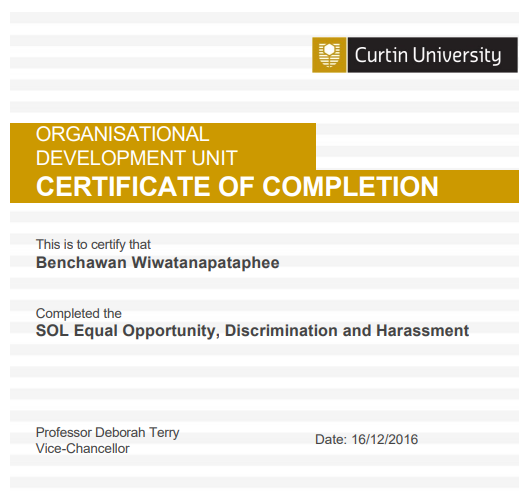 Curtin University
ORGANISATIONAL
DEVELOPMENT UNIT
CERTIFICATE OF COMPLETION
This is to certify that
Benchawan Wiwatanapataphee
Completed the
SOL Equal Opportunity, Discrimination and Harassment
Professor Deborah Terry
Vice-Chancellor
Date: 16/12/2016